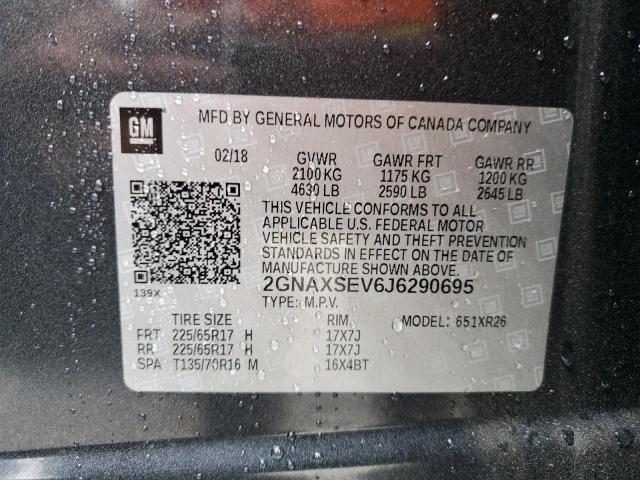 GM
MFD BY GENERAL MOTORS OF CANADA COMPANY
02/18 GVWR GAWR FRT GAWR RR
2100 KG 1175 KG 1200 KG
4630 LB 2590 LB 2645 LB
THIS VEHICLE CONFORMS TO ALL
APPLICABLE U.S. FEDERAL MOTOR
VEHICLE SAFETY AND THEFT PREVENTION
STANDARDS IN EFFECT ON THE DATE OF
MANUFACTURE SHOWN ABOVE.
139X 2GNAXSEV6J6290695
TYPE: M.P.V.
TIRE SIZE RIM MODEL: 651XR26
FRT 225/65R17 H 17X7J
RR 225/65R17 H 17X7J
SPA T135/70R16 M 16X4BT